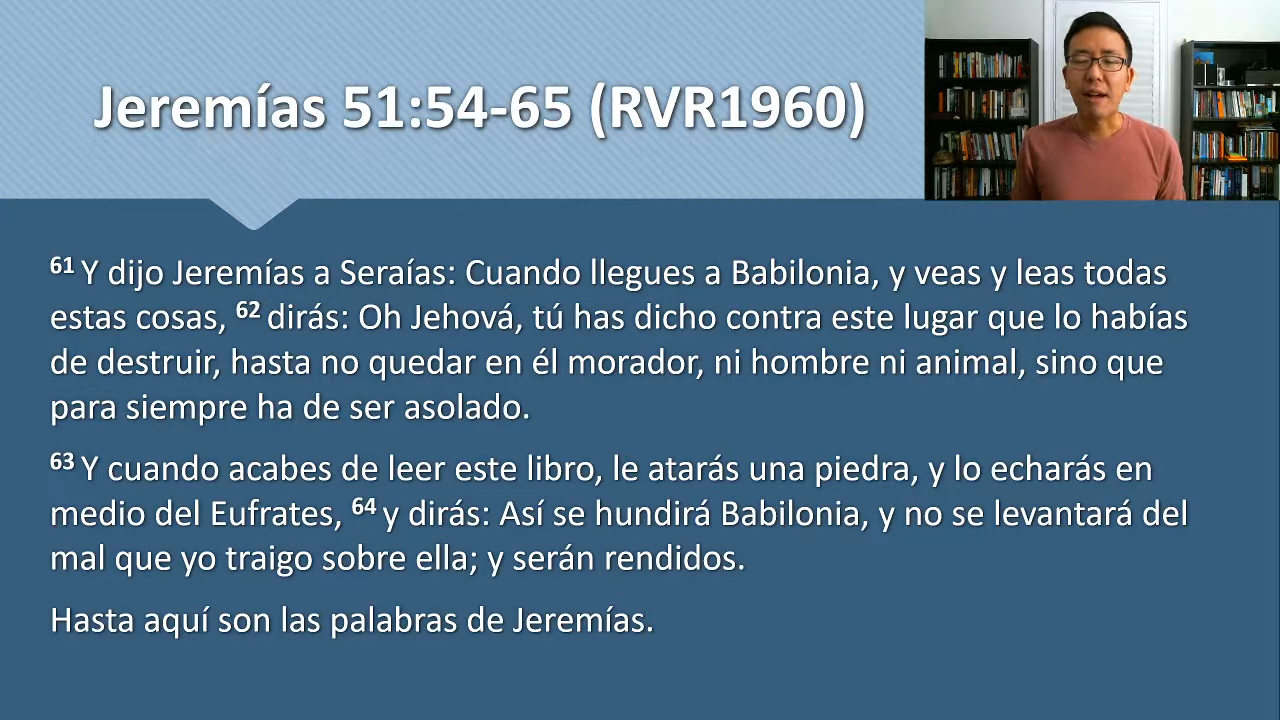 Jeremías 51:54-65 (RVR1960)
61 Y dijo Jeremías a Seraías: Cuando llegues a Babilonia, y veas y leas todas
estas cosas, 62 dirás: Oh Jehová, tú has dicho contra este lugar que lo habías
de destruir, hasta no quedar en él morador, ni hombre ni animal, sino que
para siempre ha de ser asolado.
63 Y cuando acabes de leer este libro, le atarás una piedra, y lo echarás en
medio del Eufrates, 64 y dirás: Así se hundirá Babilonia, y no se levantará del
mal que yo traigo sobre ella; y serán rendidos.
Hasta aquí son las palabras de Jeremías.